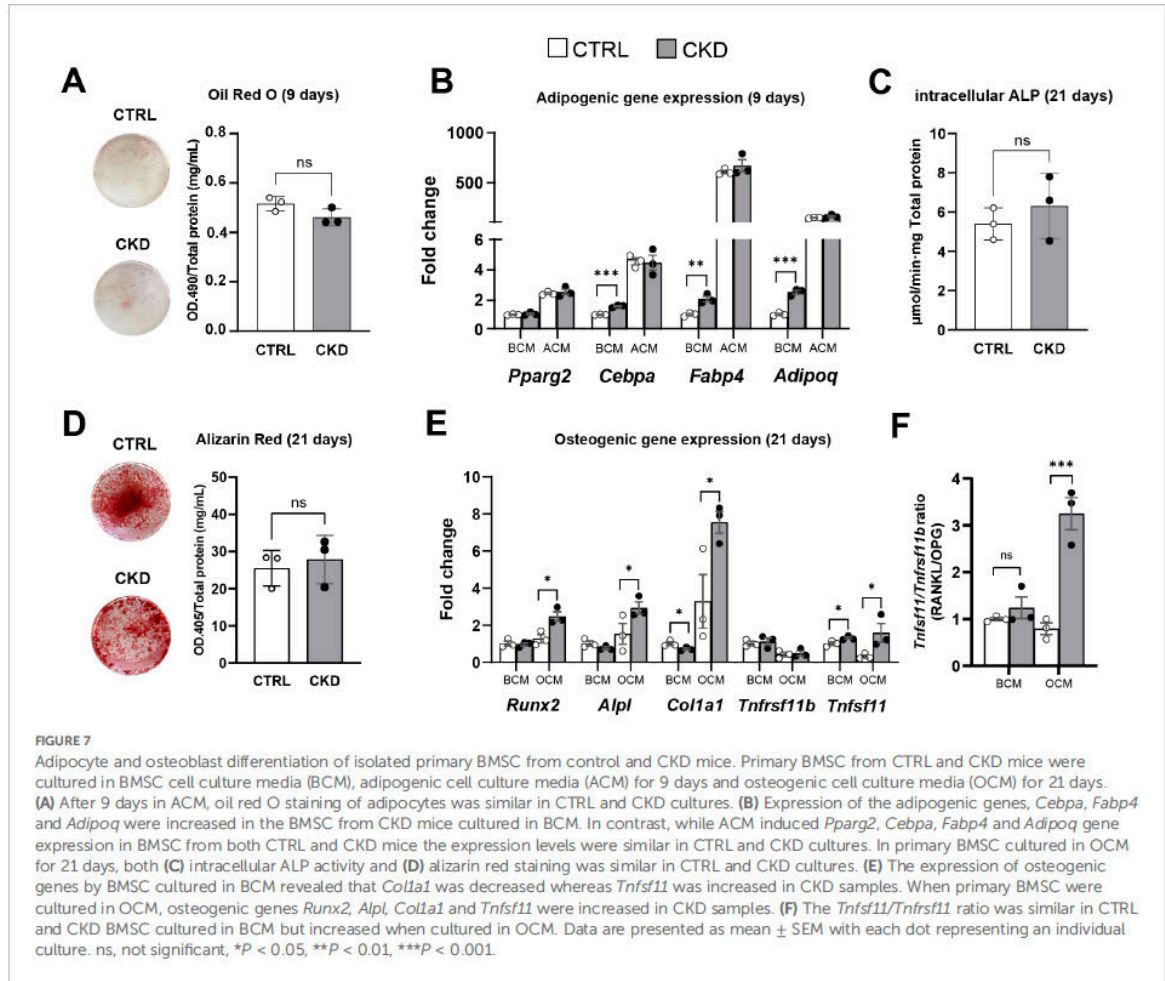 CTRL CKD
A
Oil Red O (9 days)
CTRL
CKD
OD.490/Total protein (mg/mL)
0.8
0.6
0.4
0.2
0.0
ns
CTRL CKD
B
Adipogenic gene expression (9 days)
Fold change
1000
500
6
4
2
0
*** ** ***
BCM ACM BCM ACM BCM ACM BCM ACM
Pparg2 Cebpa Fabp4 Adipoq
C
intracellular ALP (21 days)
µmol/min·mg Total protein
10
8
6
4
2
0
ns
CTRL CKD
D
Alizarin Red (21 days)
CTRL
CKD
OD.405/Total protein (mg/mL)
50
40
30
20
10
0
ns
CTRL CKD
E
Osteogenic gene expression (21 days)
Fold change
10
8
6
4
2
0
* * * * * *
BCM OCM BCM OCM BCM OCM BCM OCM BCM OCM
Runx2 Alpl Col1a1 Tnfrsf11b Tnfsf11
F
Tnfsf11/Tnfrsf11b ratio
(RANKL/OPG)
4
3
2
1
0
ns ***
BCM OCM
FIGURE 7
Adipocyte and osteoblast differentiation of isolated primary BMSC from control and CKD mice. Primary BMSC from CTRL and CKD mice were
cultured in BMSC cell culture media (BCM), adipogenic cell culture media (ACM) for 9 days and osteogenic cell culture media (OCM) for 21 days.
(A) After 9 days in ACM, oil red O staining of adipocytes was similar in CTRL and CKD cultures. (B) Expression of the adipogenic genes, Cebpa, Fabp4
and Adipoq were increased in the BMSC from CKD mice cultured in BCM. In contrast, while ACM induced Pparg2, Cebpa, Fabp4 and Adipoq gene
expression in BMSC from both CTRL and CKD mice the expression levels were similar in CTRL and CKD cultures. In primary BMSC cultured in OCM
for 21 days, both (C) intracellular ALP activity and (D) alizarin red staining was similar in CTRL and CKD cultures. (E) The expression of osteogenic
genes by BMSC cultured in BCM revealed that Col1a1 was decreased whereas Tnfsf11 was increased in CKD samples. When primary BMSC were
cultured in OCM, osteogenic genes Runx2, Alpl, Col1a1 and Tnfsf11 were increased in CKD samples. (F) The Tnfsf11/Tnfrsf11 ratio was similar in CTRL
and CKD BMSC cultured in BCM but increased when cultured in OCM. Data are presented as mean ± SEM with each dot representing an individual
culture. ns, not significant, *P < 0.05, **P < 0.01, ***P < 0.001.